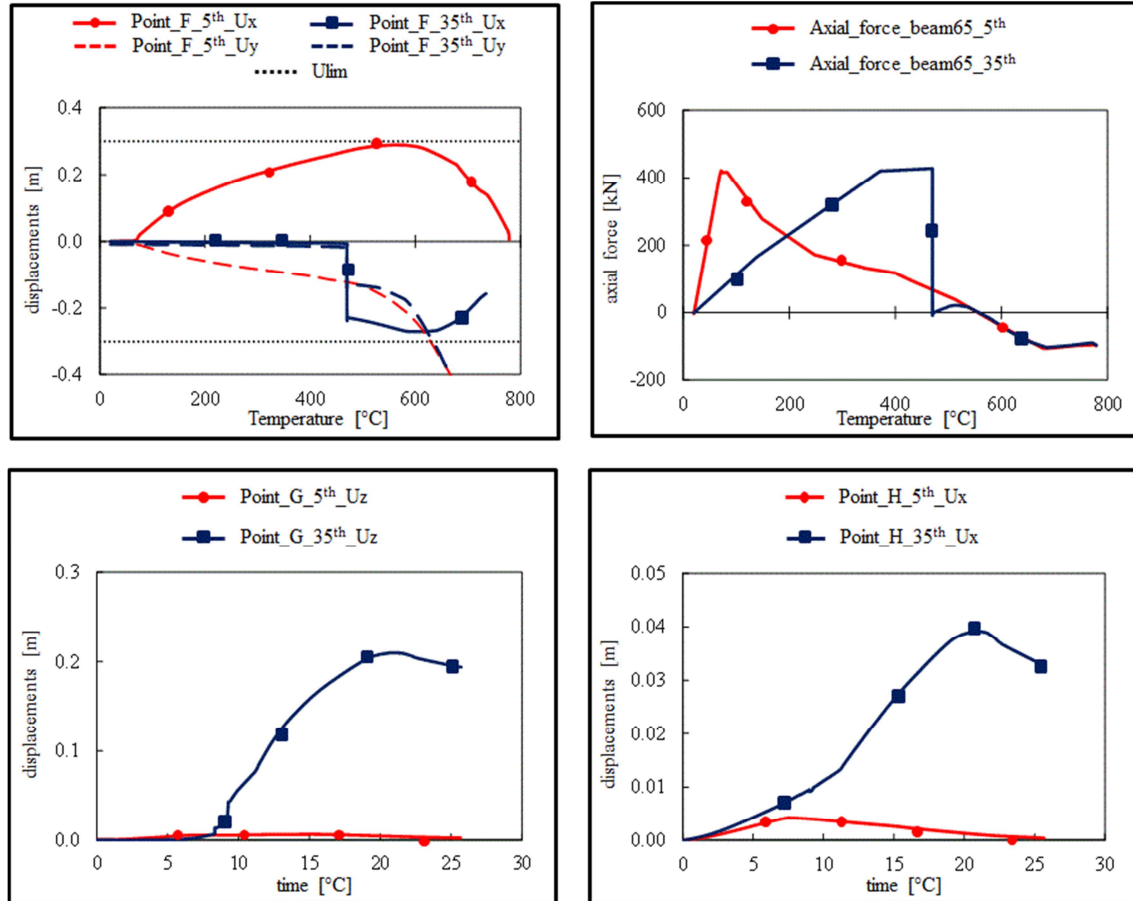 Point_F_5th_Ux Point_F_35th_Ux
Point_F_5th_Uy Point_F_35th_Uy
Ulim
0.4
0.2
0.0
-0.2
-0.4
displacements [m]
0 200 400 600 800
Temperature [°C]
Axial_force_beam65_5th
Axial_force_beam65_35th
600
400
200
0
-200
axial force [kN]
0 200 400 600 800
Temperature [°C]
Point_G_5th_Uz
Point_G_35th_Uz
0.3
0.2
0.1
0.0
displacements [m]
0 5 10 15 20 25 30
time [°C]
Point_H_5th_Ux
Point_H_35th_Ux
0.05
0.04
0.03
0.02
0.01
0.00
displacements [m]
0 5 10 15 20 25 30
time [°C]